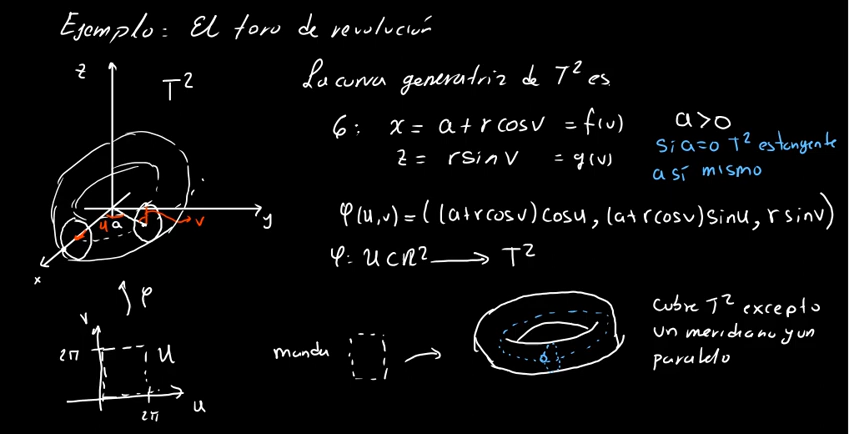 Ejemplo: El toro de revolución
z
T²
La curva generatriz de T² es
6: x = a + r cos v = f(v)
z = r sin v = g(v)
a > 0
Si a=0 T² es tangente
a sí mismo
u
a
v
y
x
φ(u,v) = ((a+r cos v) cos u, (a+r cos v) sin u, r sin v)
φ: U ⊂ R² ⟶ T²
φ
v
2π
U
2π
u
manda
cubre T² excepto
un meridiano y un
paralelo